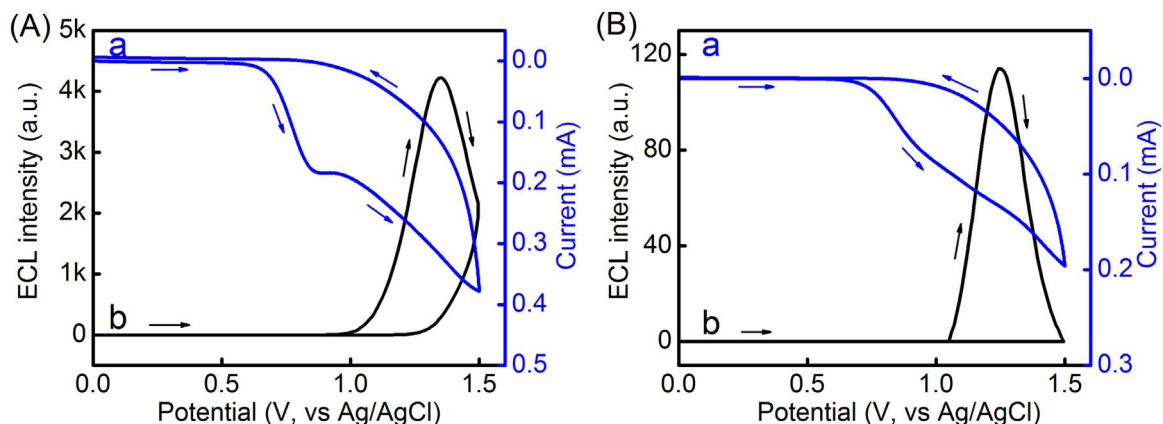 (A)
5k
4k
3k
2k
1k
0
ECL intensity (a.u.)
a
b
0.0
0.1
0.2
0.3
0.4
0.5
Current (mA)
0.0
0.5
1.0
1.5
Potential (V, vs Ag/AgCl)
(B)
120
80
40
0
ECL intensity (a.u.)
a
b
0.0
0.1
0.2
0.3
Current (mA)
0.0
0.5
1.0
1.5
Potential (V, vs Ag/AgCl)